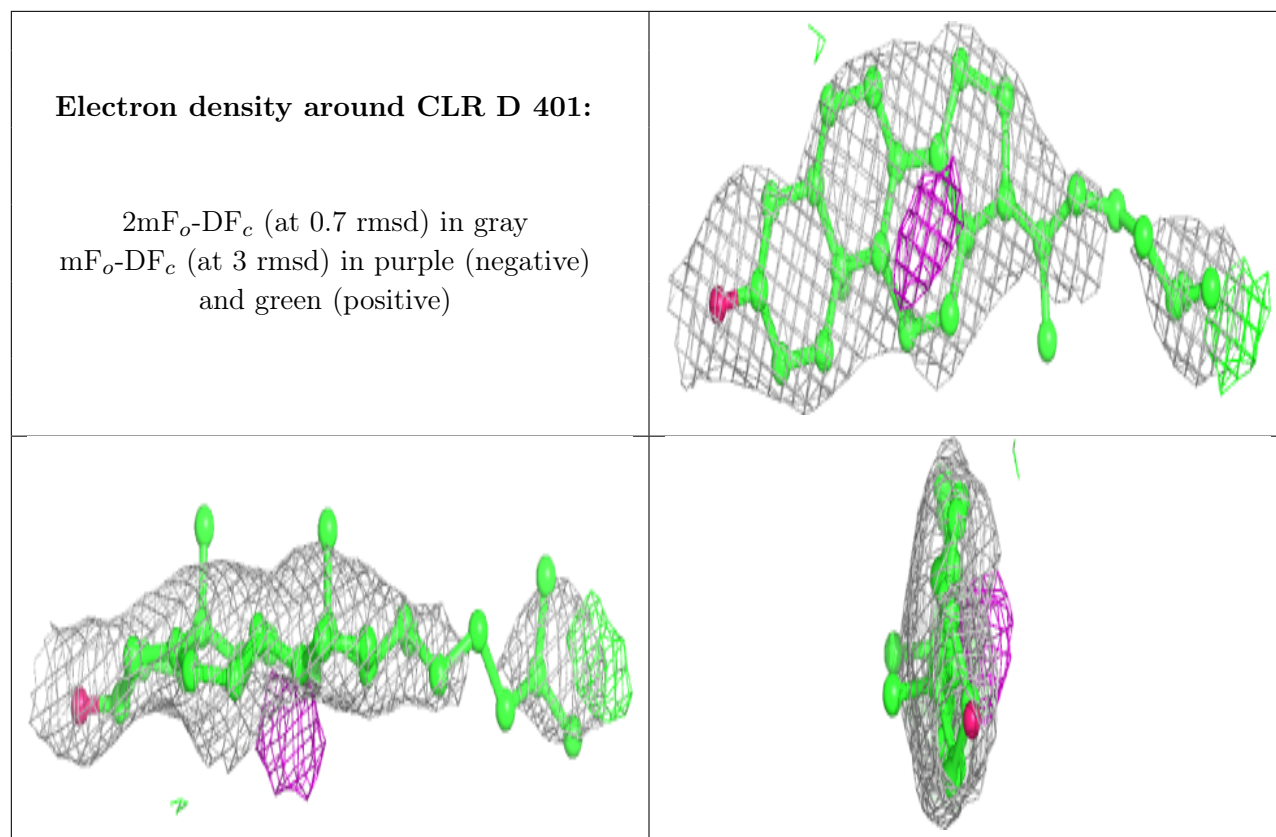 Electron density around CLR D 401:
2mFₒ-DF𝒸 (at 0.7 rmsd) in gray
mFₒ-DF𝒸 (at 3 rmsd) in purple (negative)
and green (positive)